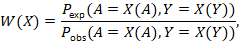 W(X) = P_exp(A = X(A), Y = X(Y)) / P_obs(A = X(A), Y = X(Y)),